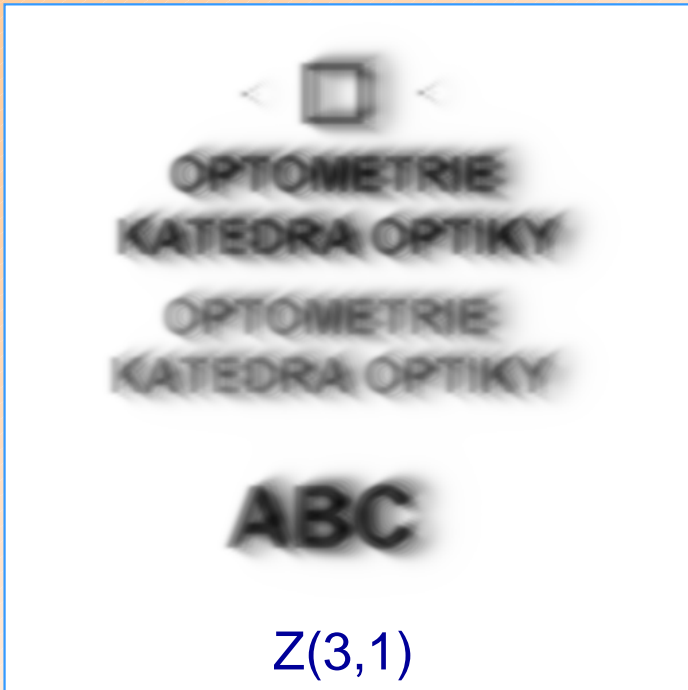 OPTOMETRIE
KATEDRA OPTIKY
OPTOMETRIE
KATEDRA OPTIKY
ABC
Z(3,1)